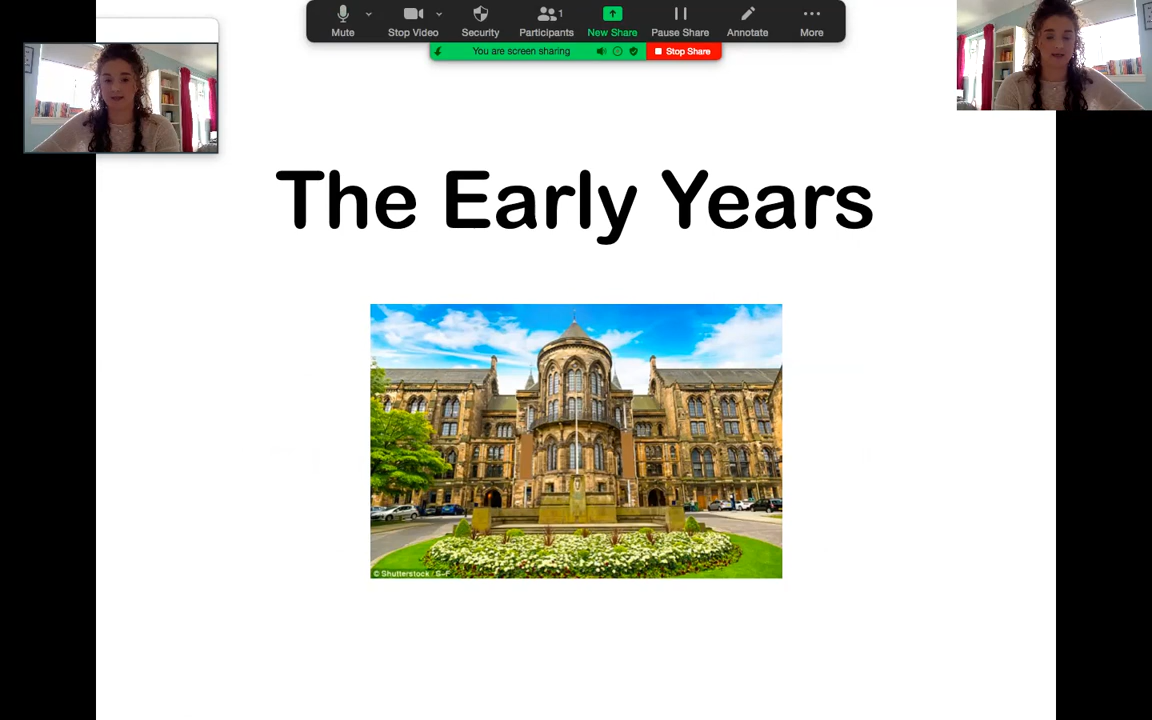 Mute
Stop Video
Security
Participants
1
New Share
Pause Share
Annotate
More
You are screen sharing
Stop Share
The Early Years
© Shutterstock / S-F